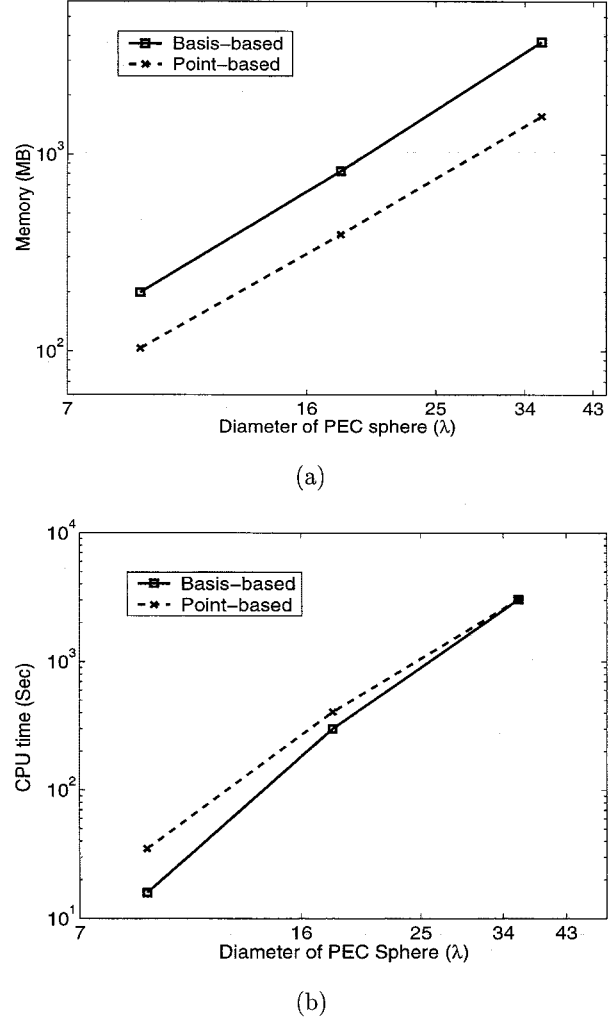 Basis-based
Point-based
10^3
10^2
Memory (MB)
7 16 25 34 43
Diameter of PEC sphere (λ)
(a)
10^4
Basis-based
Point-based
10^3
10^2
10^1
CPU time (Sec)
7 16 25 34 43
Diameter of PEC Sphere (λ)
(b)